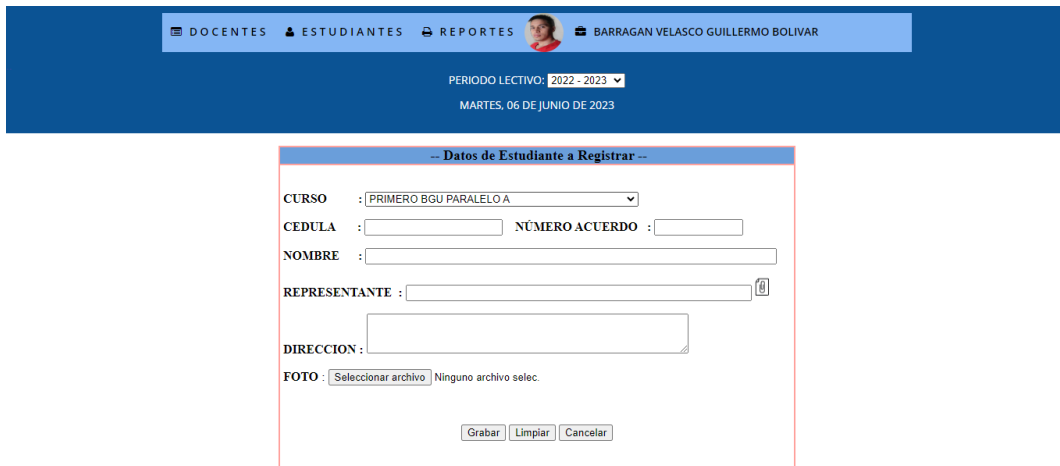 DOCENTES ESTUDIANTES REPORTES BARRAGAN VELASCO GUILLERMO BOLIVAR
PERIODO LECTIVO: 2022 - 2023
MARTES, 06 DE JUNIO DE 2023
-- Datos de Estudiante a Registrar --
CURSO : PRIMERO BGU PARALELO A
CEDULA : NÚMERO ACUERDO :
NOMBRE :
REPRESENTANTE :
DIRECCION :
FOTO : Seleccionar archivo Ninguno archivo selec.
Grabar Limpiar Cancelar